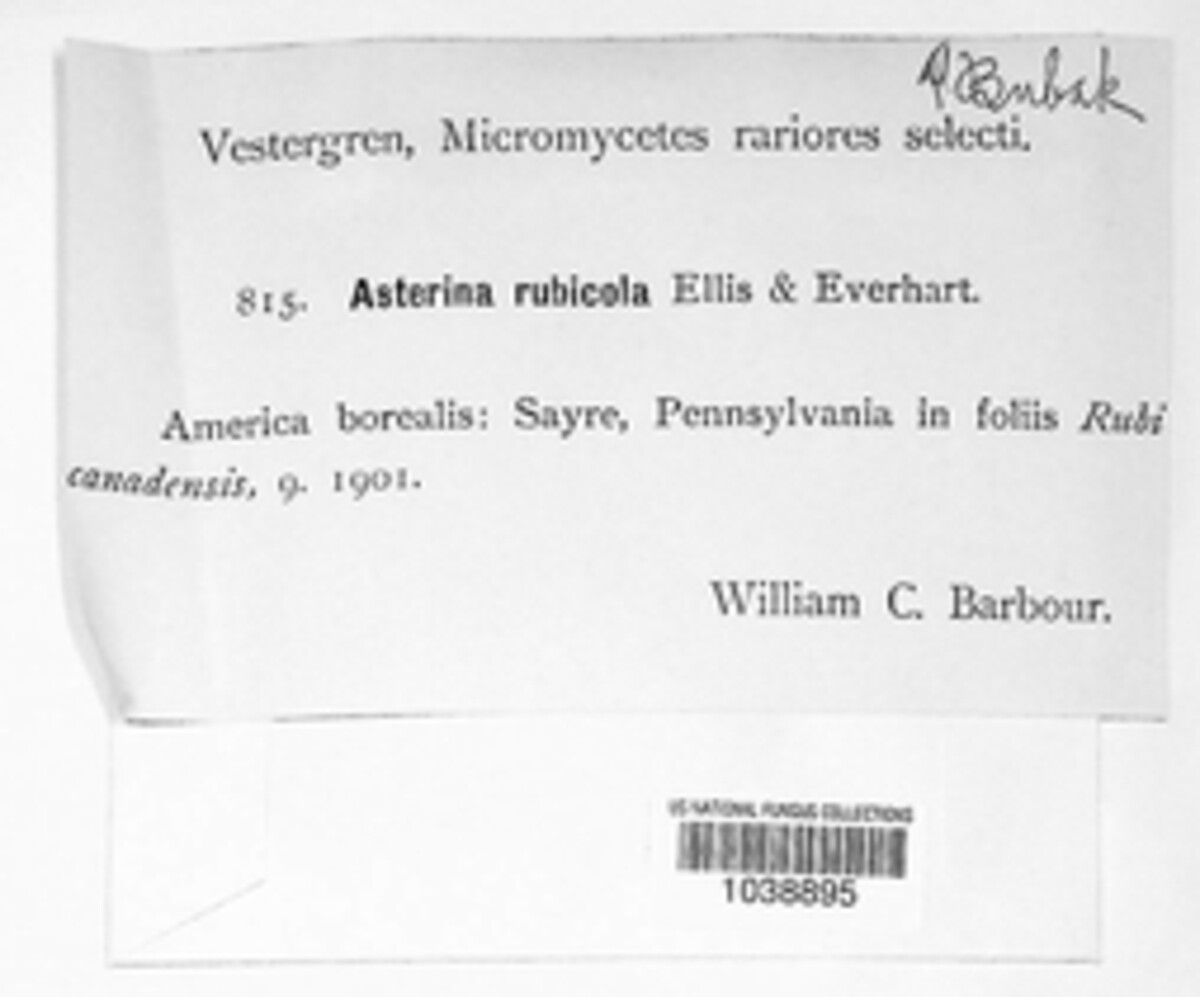 Vestergren, Micromycetes rariores selecti.
815. Asterina rubicola Ellis & Everhart.
America borealis: Sayre, Pennsylvania in foliis Rubi
canadensis, 9. 1901.
William C. Barbour.
US NATIONAL FUNGUS COLLECTIONS
1038895